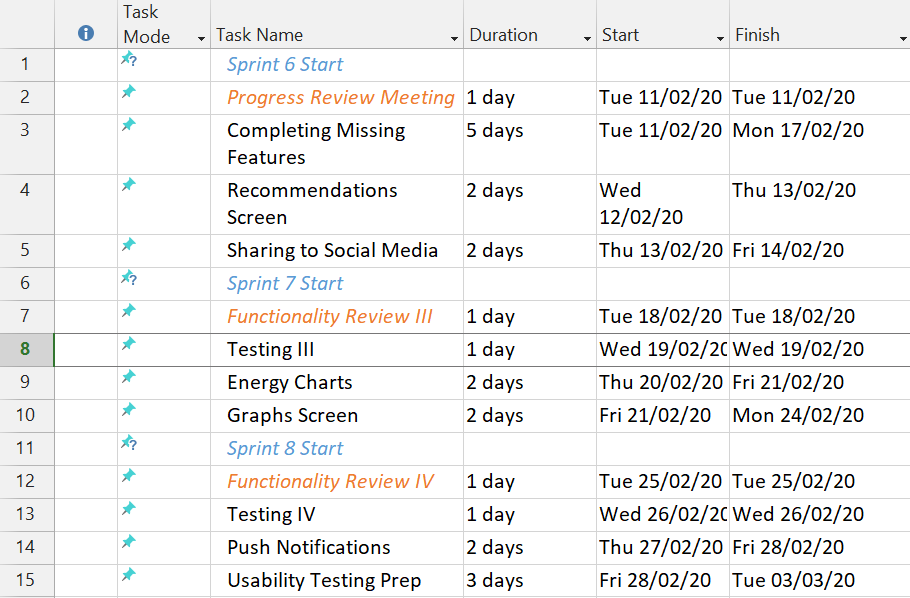 Task Mode Task Name Duration Start Finish
1 Sprint 6 Start
2 Progress Review Meeting 1 day Tue 11/02/20 Tue 11/02/20
3 Completing Missing Features 5 days Tue 11/02/20 Mon 17/02/20
4 Recommendations Screen 2 days Wed 12/02/20 Thu 13/02/20
5 Sharing to Social Media 2 days Thu 13/02/20 Fri 14/02/20
6 Sprint 7 Start
7 Functionality Review III 1 day Tue 18/02/20 Tue 18/02/20
8 Testing III 1 day Wed 19/02/20 Wed 19/02/20
9 Energy Charts 2 days Thu 20/02/20 Fri 21/02/20
10 Graphs Screen 2 days Fri 21/02/20 Mon 24/02/20
11 Sprint 8 Start
12 Functionality Review IV 1 day Tue 25/02/20 Tue 25/02/20
13 Testing IV 1 day Wed 26/02/20 Wed 26/02/20
14 Push Notifications 2 days Thu 27/02/20 Fri 28/02/20
15 Usability Testing Prep 3 days Fri 28/02/20 Tue 03/03/20